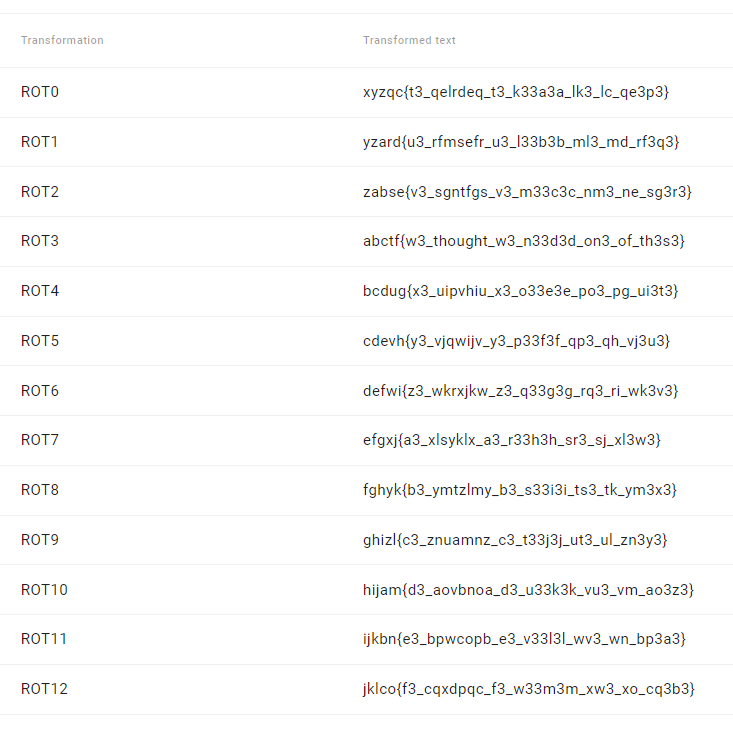 Transformation Transformed text
ROT0 xyzqc{t3_qelrdeq_t3_k33a3a_lk3_lc_qe3p3}
ROT1 yzard{u3_rfmsefr_u3_l33b3b_ml3_md_rf3q3}
ROT2 zabse{v3_sgntfgs_v3_m33c3c_nm3_ne_sg3r3}
ROT3 abctf{w3_thought_w3_n33d3d_on3_of_th3s3}
ROT4 bcdug{x3_uipvhiu_x3_o33e3e_po3_pg_ui3t3}
ROT5 cdevh{y3_vjqwijv_y3_p33f3f_qp3_qh_vj3u3}
ROT6 defwi{z3_wkrxjkw_z3_q33g3g_rq3_ri_wk3v3}
ROT7 efgxj{a3_xlsyklx_a3_r33h3h_sr3_sj_xl3w3}
ROT8 fghyk{b3_ymtzlmy_b3_s33i3i_ts3_tk_ym3x3}
ROT9 ghizl{c3_znuamnz_c3_t33j3j_ut3_ul_zn3y3}
ROT10 hijam{d3_aovbnoa_d3_u33k3k_vu3_vm_ao3z3}
ROT11 ijkbn{e3_bpwcopb_e3_v33l3l_wv3_wn_bp3a3}
ROT12 jklco{f3_cqxdpqc_f3_w33m3m_xw3_xo_cq3b3}